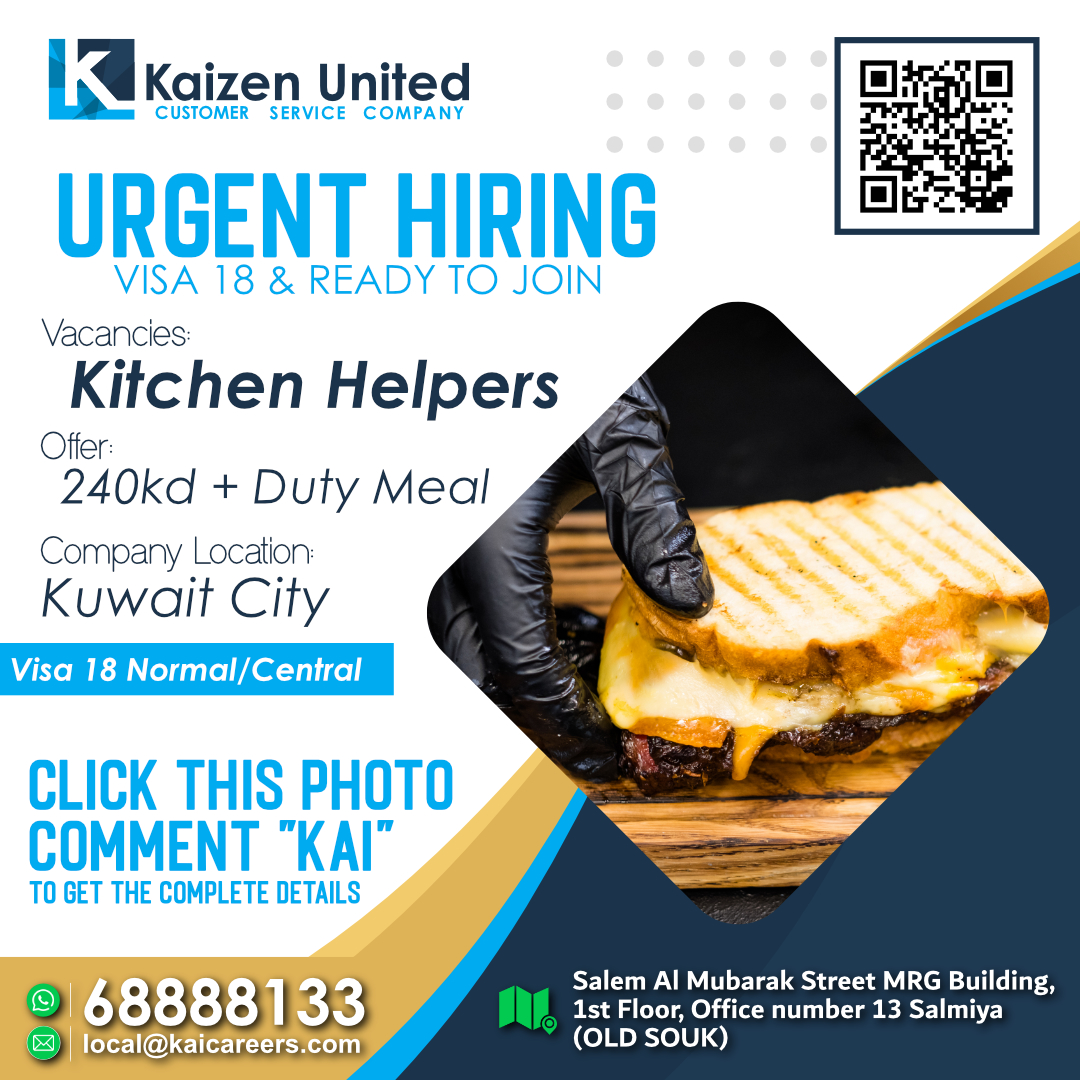 K
Kaizen United
CUSTOMER SERVICE COMPANY
URGENT HIRING
VISA 18 & READY TO JOIN
Vacancies:
Kitchen Helpers
Offer:
240kd + Duty Meal
Company Location:
Kuwait City
Visa 18 Normal/Central
CLICK THIS PHOTO
COMMENT "KAI"
TO GET THE COMPLETE DETAILS
68888133
local@kaicareers.com
Salem Al Mubarak Street MRG Building,
1st Floor, Office number 13 Salmiya
(OLD SOUK)